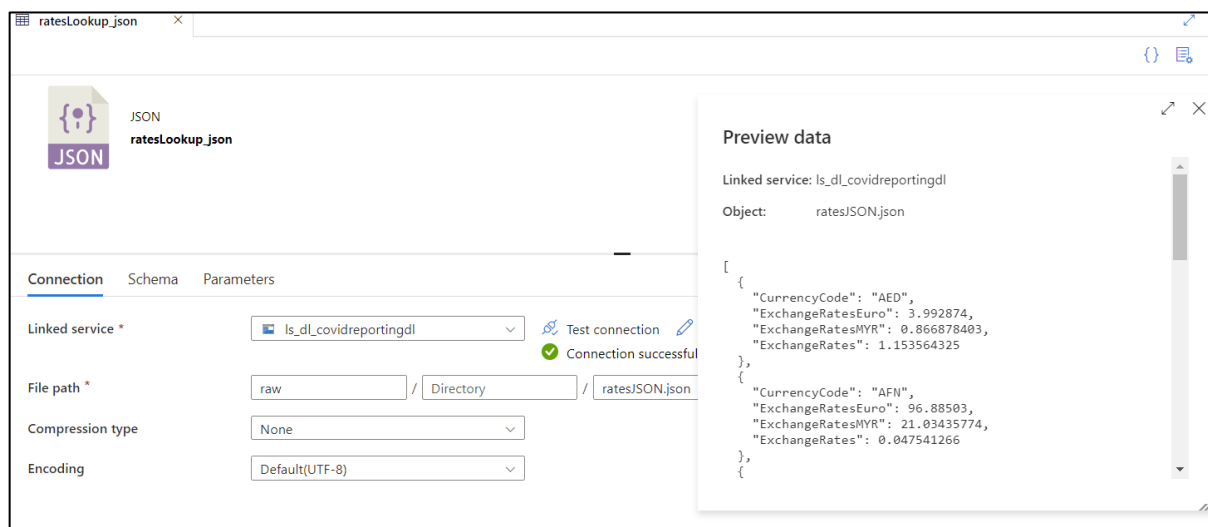 ratesLookup_json
{}
JSON
JSON
ratesLookup_json
Connection Schema Parameters
Linked service *
ls_dl_covidreportingdl
Test connection
Connection successful
File path *
raw / Directory / ratesJSON.json
Compression type
None
Encoding
Default(UTF-8)
Preview data
Linked service: ls_dl_covidreportingdl
Object: ratesJSON.json
[
{
"CurrencyCode": "AED",
"ExchangeRatesEuro": 3.992874,
"ExchangeRatesMYR": 0.866878403,
"ExchangeRates": 1.153564325
},
{
"CurrencyCode": "AFN",
"ExchangeRatesEuro": 96.88503,
"ExchangeRatesMYR": 21.03435774,
"ExchangeRates": 0.047541266
},
{